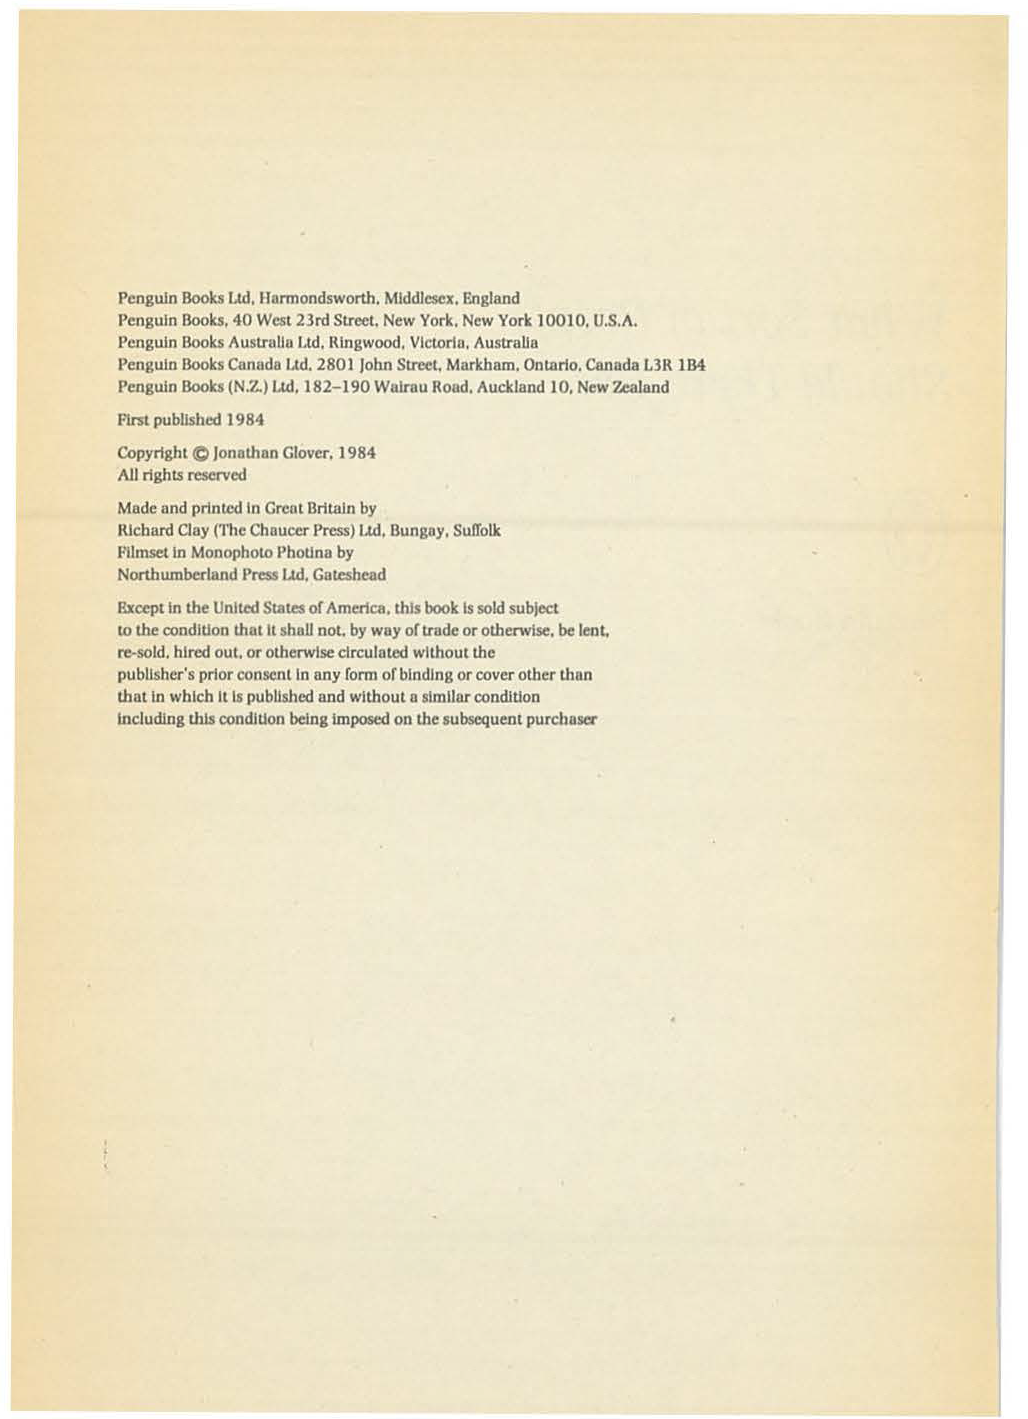 Penguin Books Ltd, Harmondsworth, Middlesex, England
Penguin Books, 40 West 23rd Street, New York, New York 10010, U.S.A.
Penguin Books Australia Ltd, Ringwood, Victoria, Australia
Penguin Books Canada Ltd, 2801 John Street, Markham, Ontario, Canada L3R 1B4
Penguin Books (N.Z.) Ltd, 182–190 Wairau Road, Auckland 10, New Zealand
First published 1984
Copyright © Jonathan Glover, 1984
All rights reserved
Made and printed in Great Britain by
Richard Clay (The Chaucer Press) Ltd, Bungay, Suffolk
Filmset in Monophoto Photina by
Northumberland Press Ltd, Gateshead
Except in the United States of America, this book is sold subject
to the condition that it shall not, by way of trade or otherwise, be lent,
re-sold, hired out, or otherwise circulated without the
publisher's prior consent in any form of binding or cover other than
that in which it is published and without a similar condition
including this condition being imposed on the subsequent purchaser